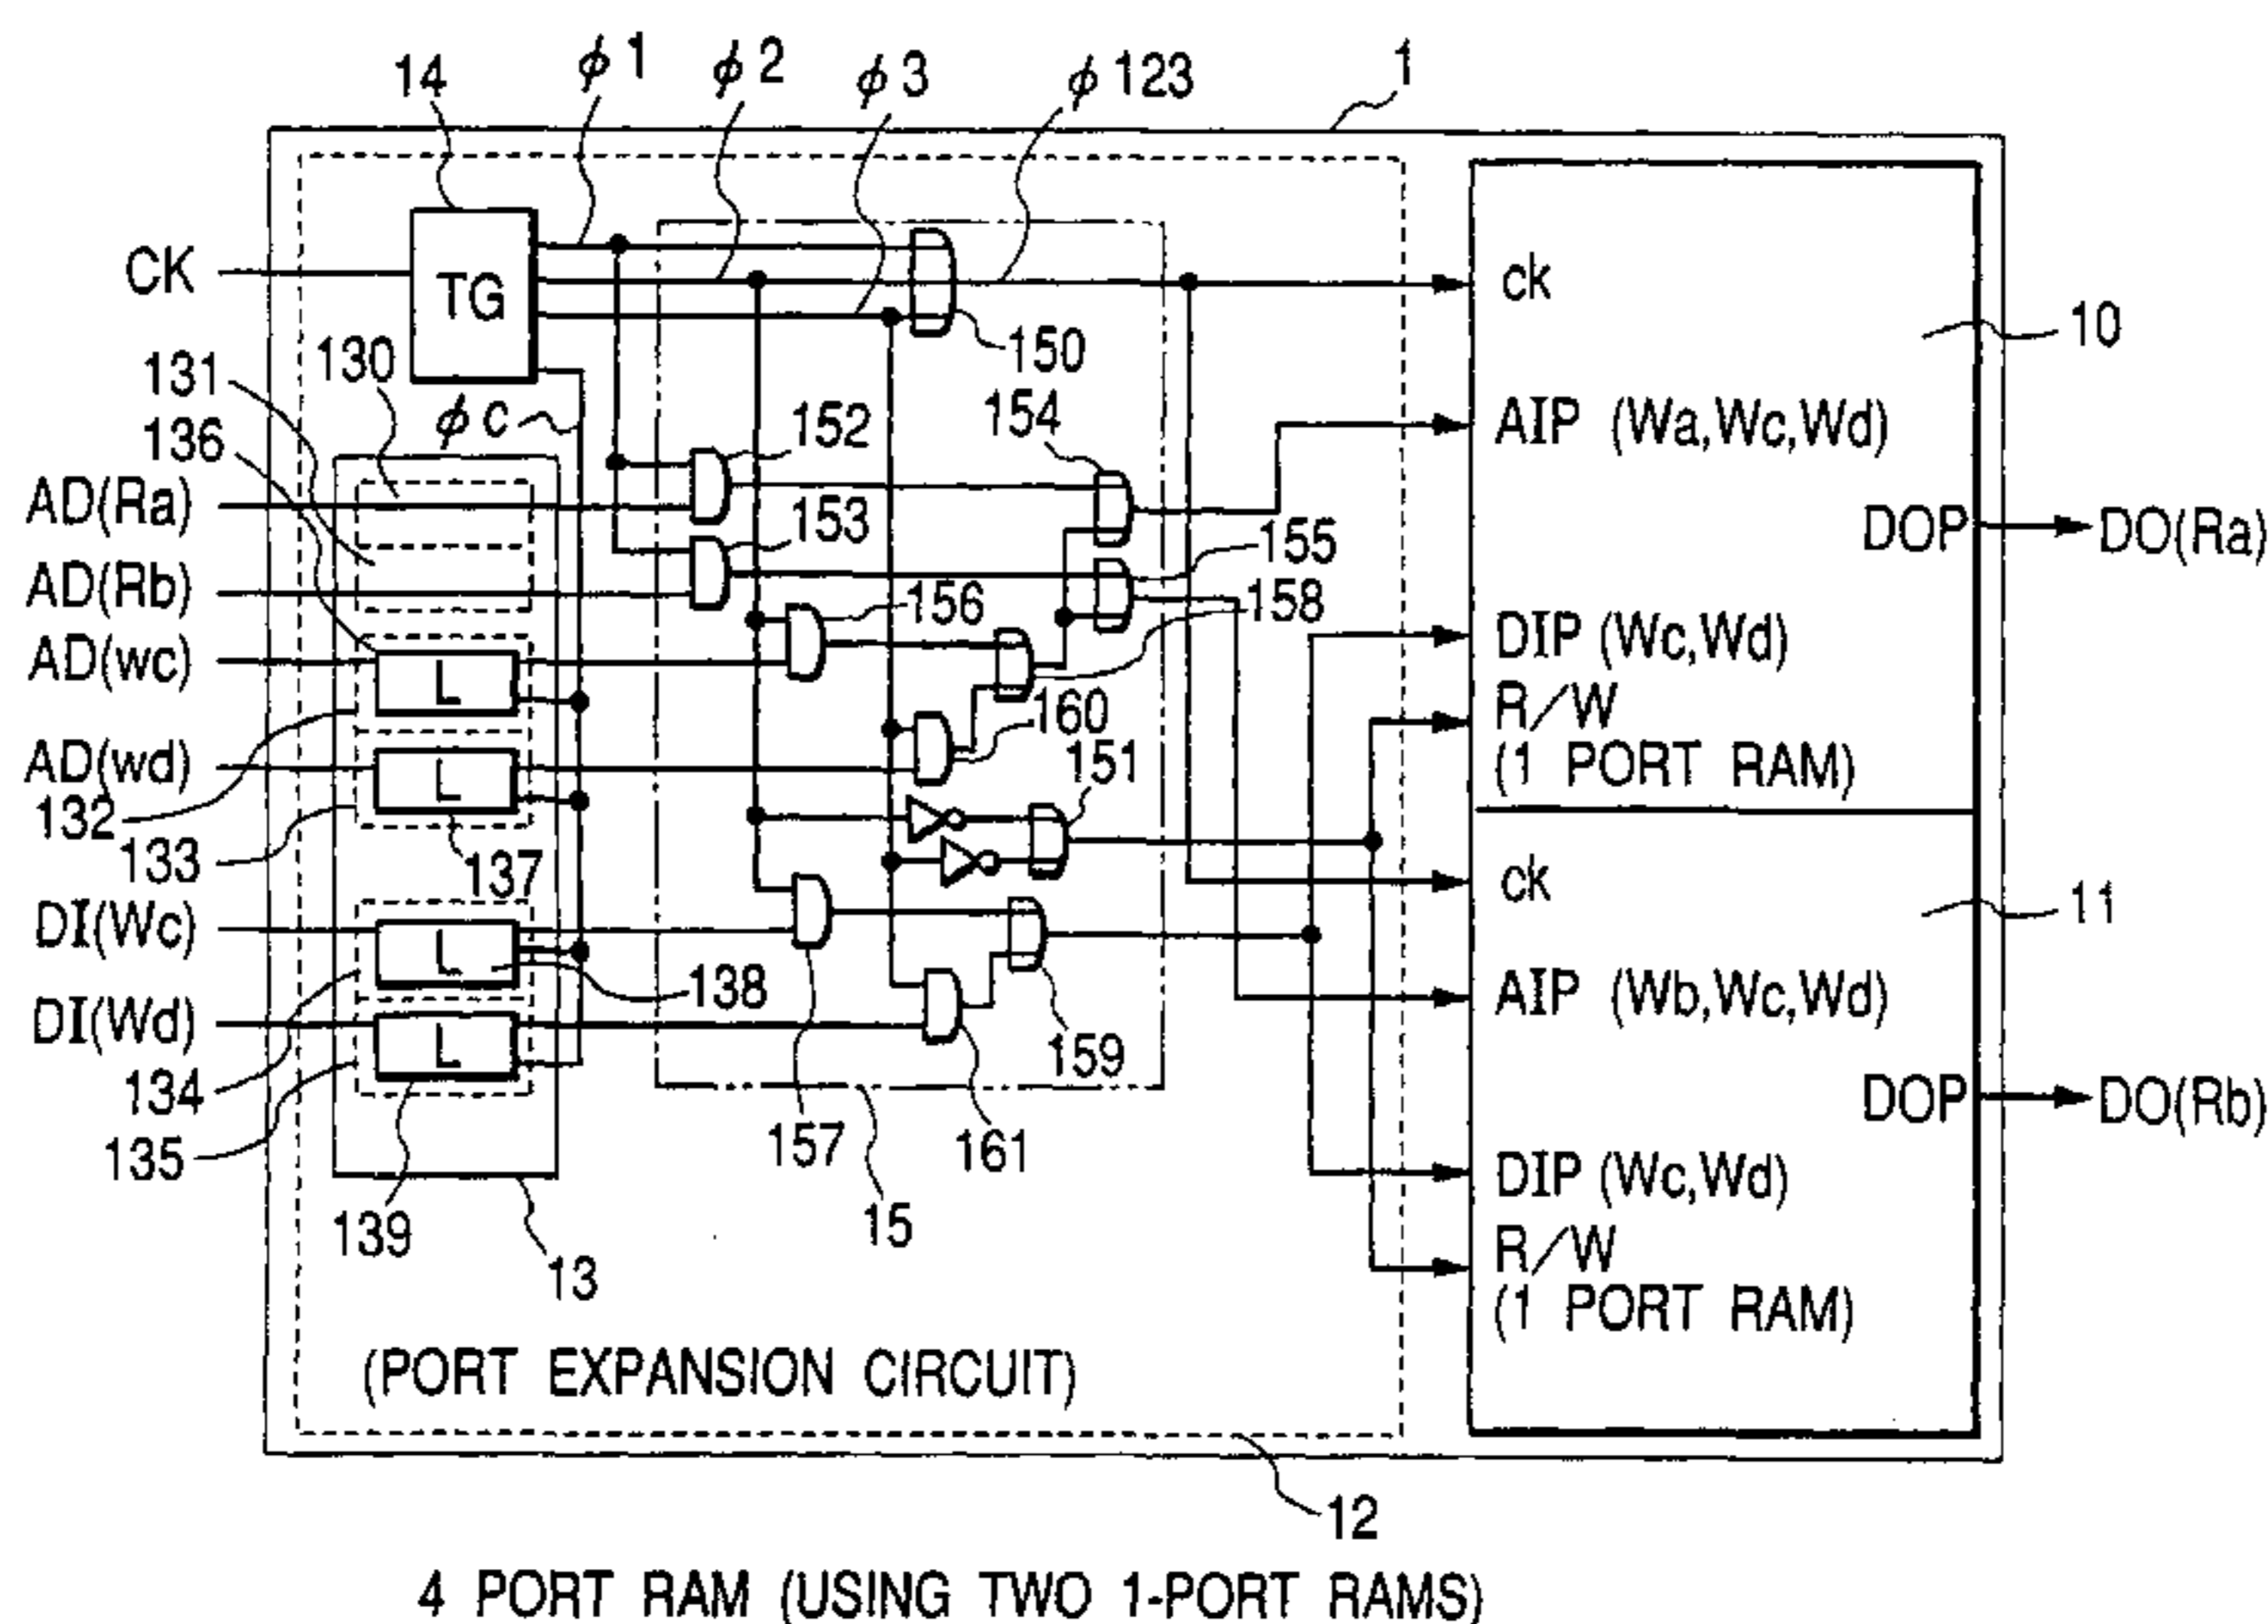 14
φ1
φ2
φ3
φ123
1
CK
TG
150
10
ck
131
130
136
φc
152
154
AIP (Wa,Wc,Wd)
AD(Ra)
153
155
DOP
DO(Ra)
AD(Rb)
156
158
DIP (Wc,Wd)
AD(wc)
L
R/W
160
151
(1 PORT RAM)
AD(wd)
L
132
133
137
ck
11
DI(Wc)
L
138
AIP (Wb,Wc,Wd)
DI(Wd)
L
159
134
157
161
DOP
DO(Rb)
135
139
15
DIP (Wc,Wd)
13
R/W
(1 PORT RAM)
(PORT EXPANSION CIRCUIT)
12
4 PORT RAM (USING TWO 1-PORT RAMS)